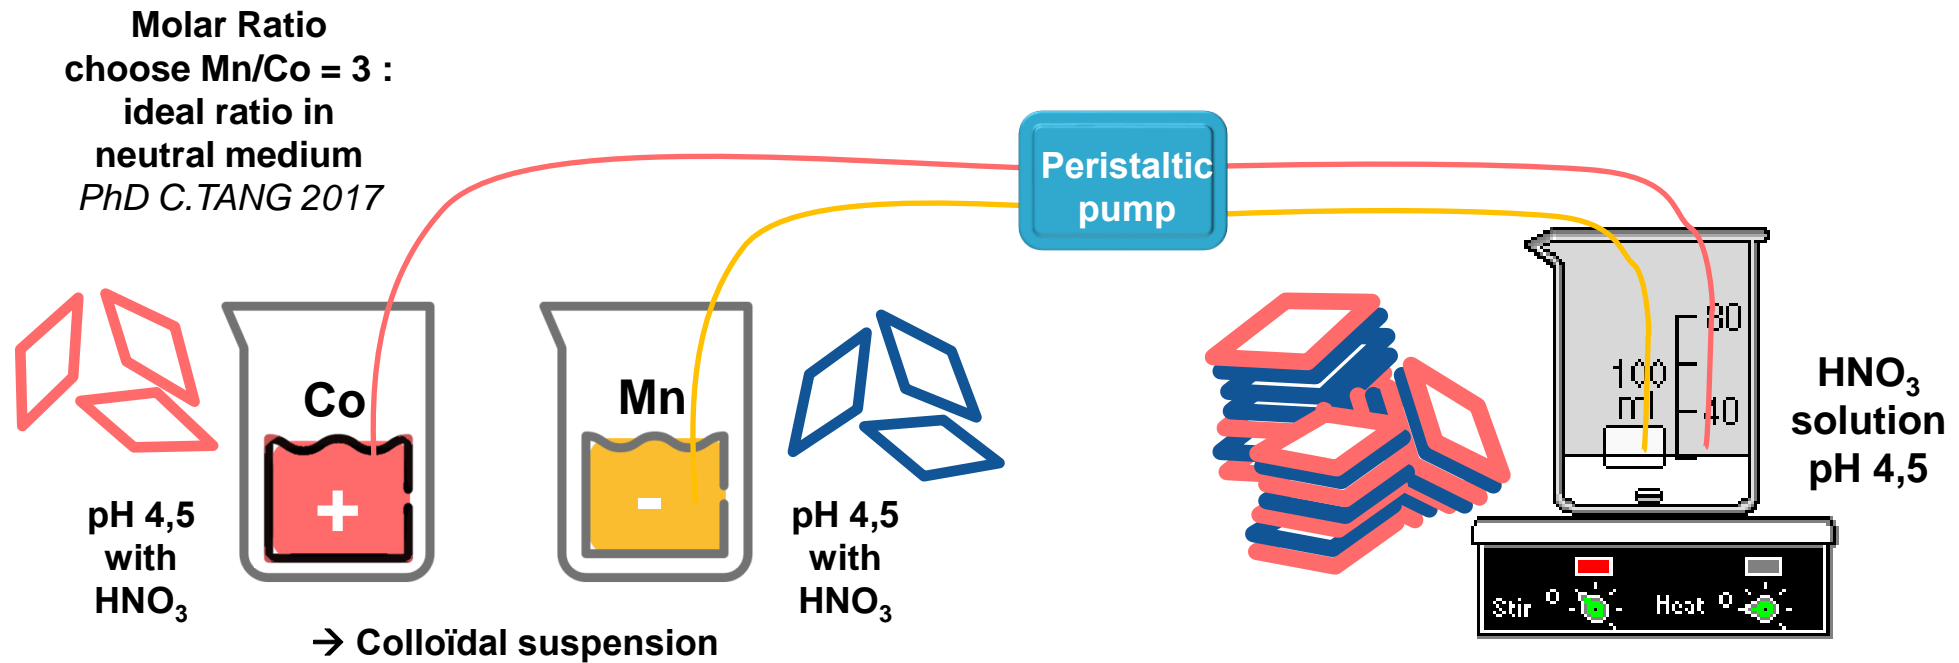 Molar Ratio
choose Mn/Co = 3 :
ideal ratio in
neutral medium
PhD C.TANG 2017
Peristaltic
pump
Co
+
pH 4,5
with
HNO₃
Mn
-
pH 4,5
with
HNO₃
→ Colloïdal suspension
80
100
ml
40
HNO₃
solution
pH 4,5
Stir 0
Heat 0